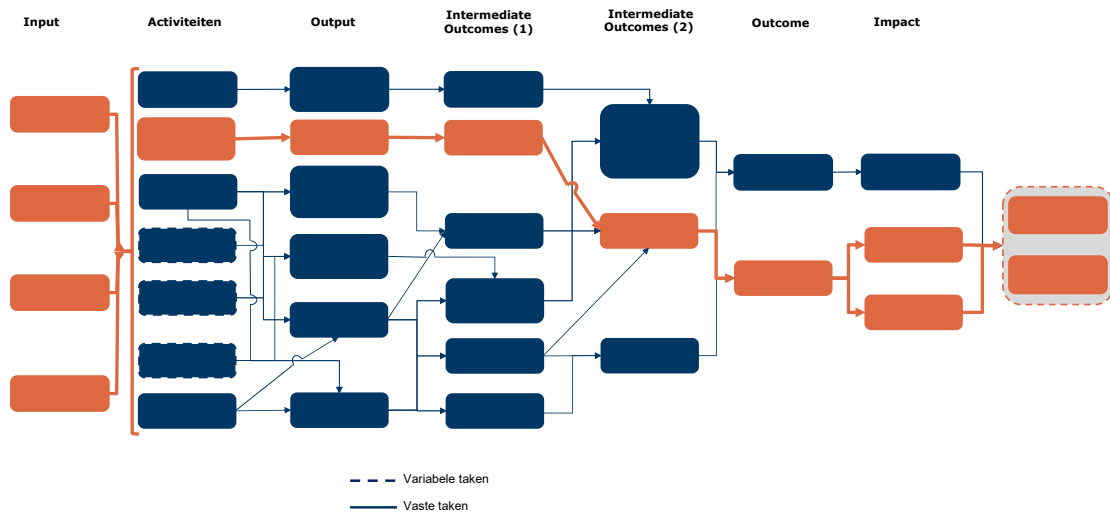 Input
Activiteiten
Output
Intermediate
Outcomes (1)
Intermediate
Outcomes (2)
Outcome
Impact
Variabele taken
Vaste taken